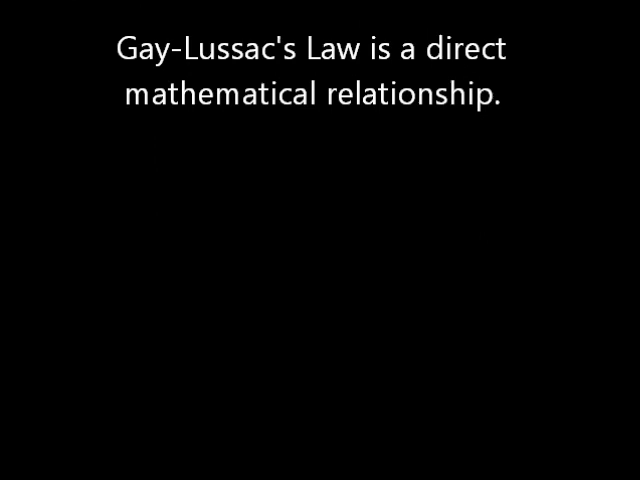 Gay-Lussac's Law is a direct
mathematical relationship.